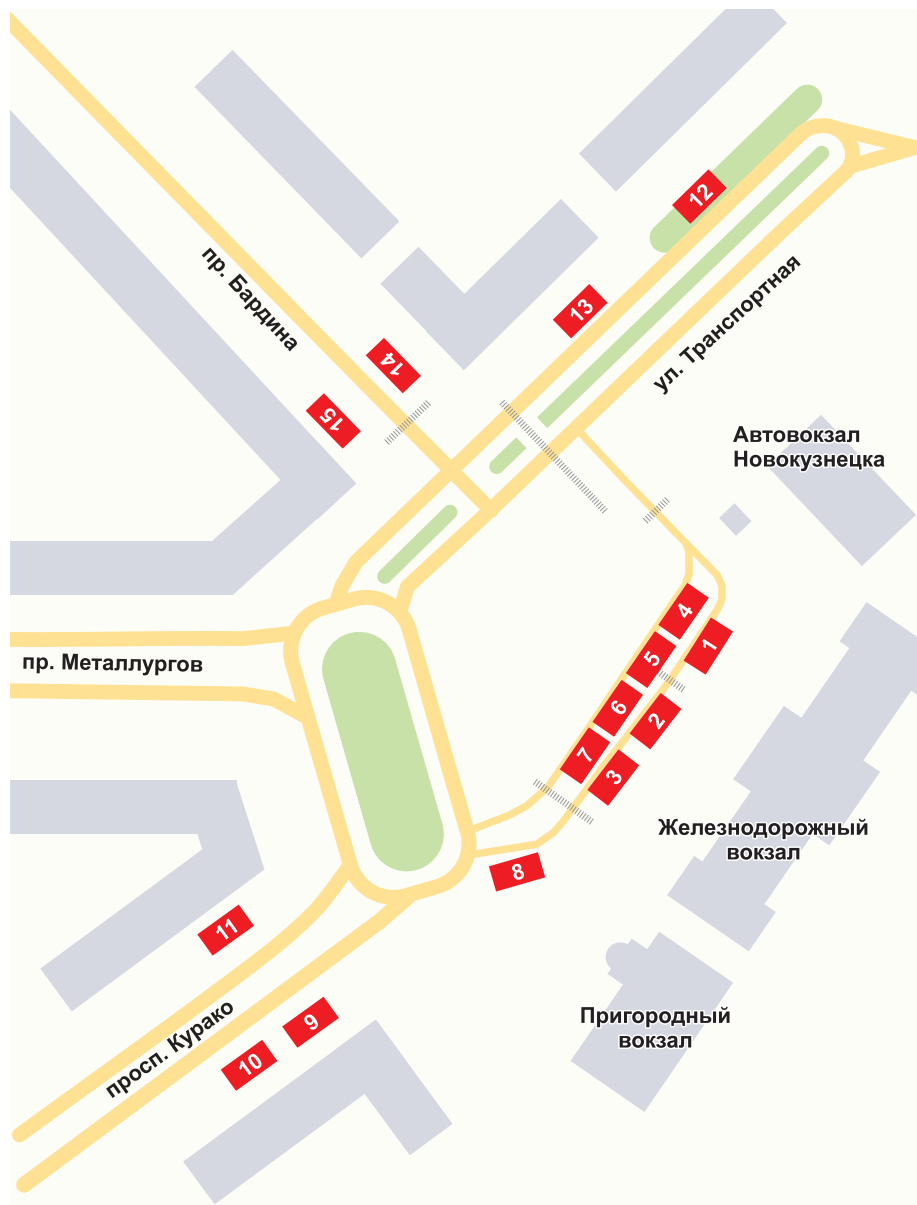 12
13
пр. Бардина
ул. Транспортная
14
15
Автовокзал
Новокузнецка
4
1
5
пр. Металлургов
6
2
7
3
Железнодорожный
вокзал
8
11
Пригородный
вокзал
9
просп. Курако
10